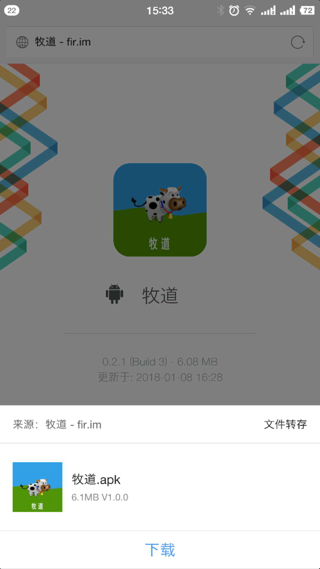 22
15:33
72
牧道 - fir.im
牧道
牧道
0.2.1 (Build 3) - 6.08 MB
更新于: 2018-01-08 16:28
来源: 牧道 - fir.im
文件转存
牧道
牧道.apk
6.1MB V1.0.0
下载